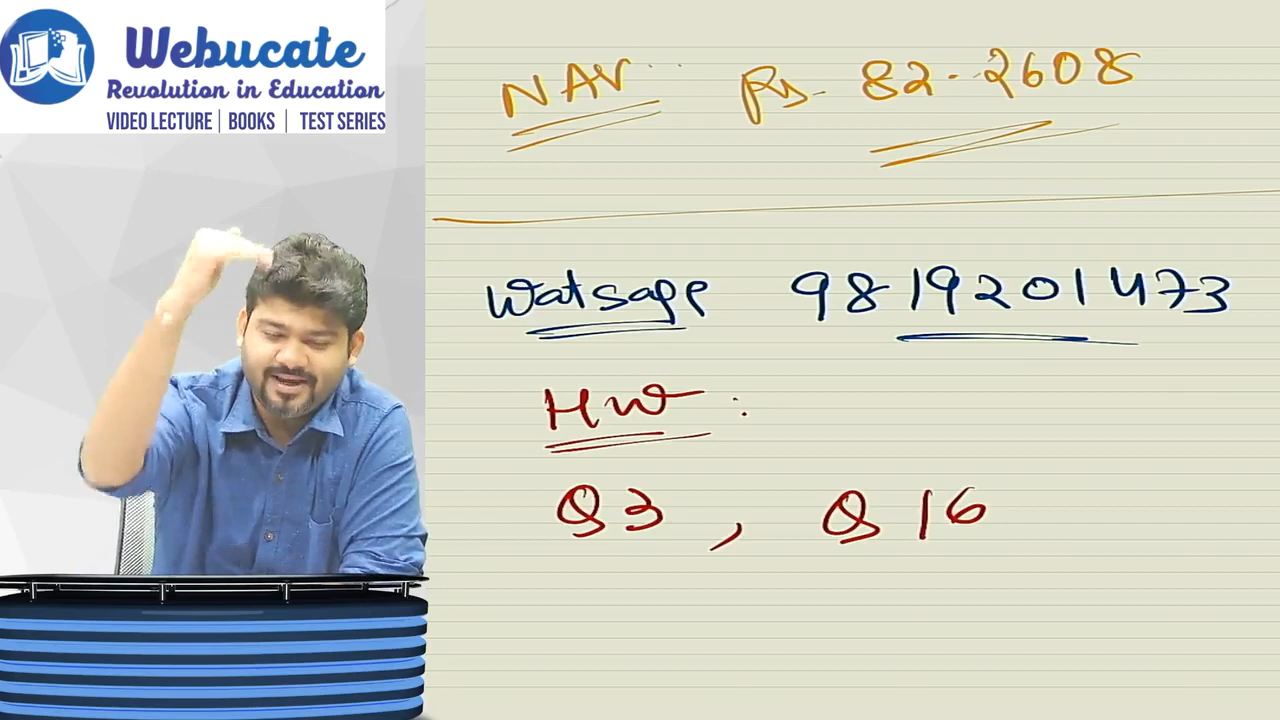 Webucate
Revolution in Education
VIDEO LECTURE | BOOKS | TEST SERIES
NAV Rs. 82.2608
Watsapp 9819201473
HW :
Q3 , Q16